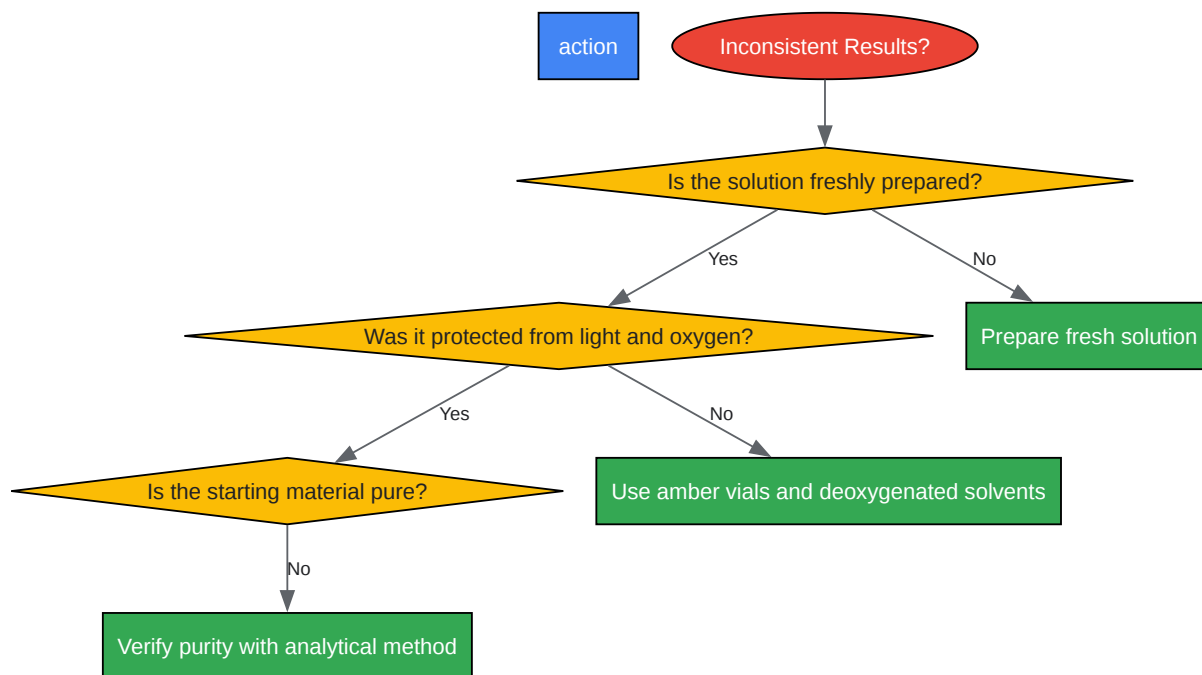 action
Inconsistent Results?
Is the solution freshly prepared?
Yes
No
Was it protected from light and oxygen?
Prepare fresh solution
Yes
No
Is the starting material pure?
Use amber vials and deoxygenated solvents
No
Verify purity with analytical method